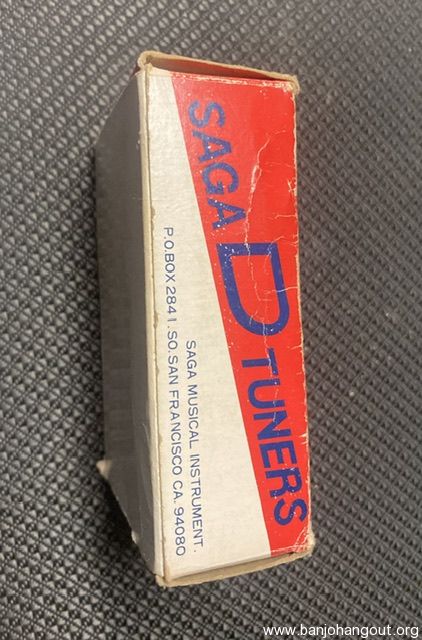 SAGA D TUNERS
SAGA MUSICAL INSTRUMENT.
P.O.BOX 2841. SO. SAN FRANCISCO CA. 94080
www.banjohangout.org